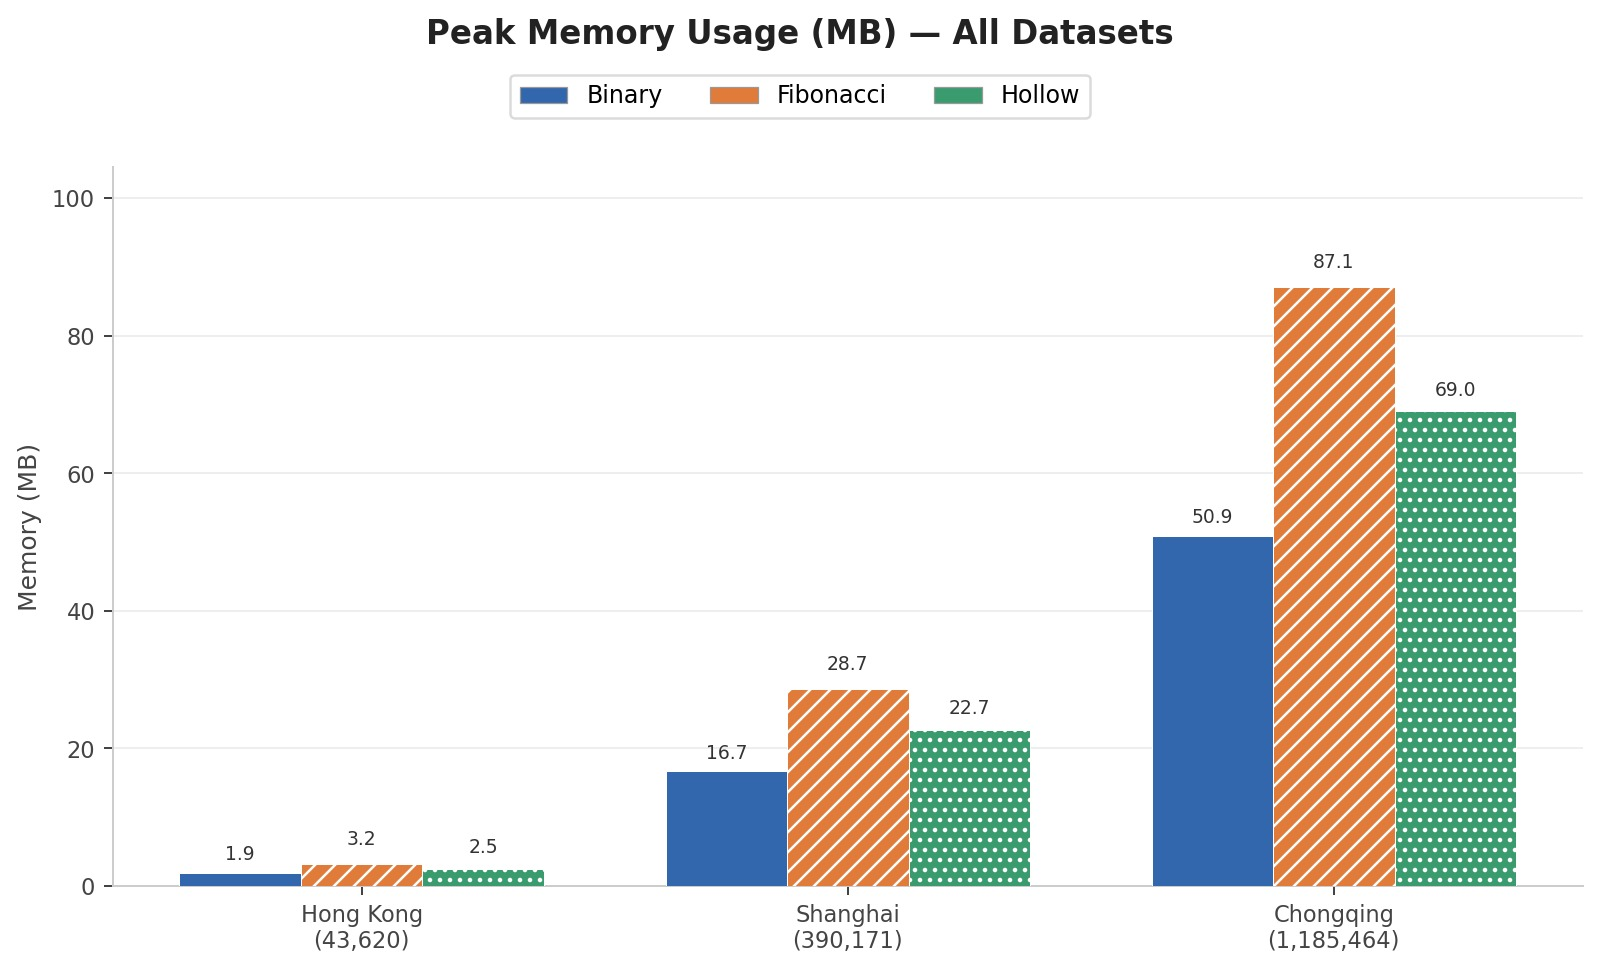 Peak Memory Usage (MB) — All Datasets
Binary Fibonacci Hollow
Memory (MB)
100
80
60
40
20
0
1.9 3.2 2.5
16.7 28.7 22.7
50.9 87.1 69.0
Hong Kong
(43,620)
Shanghai
(390,171)
Chongqing
(1,185,464)